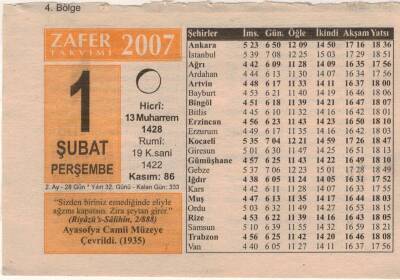 4. Bölge
ZAFER
TAKVİMİ
2007
1
ŞUBAT
PERŞEMBE
Hicrî:
13 Muharrem
1428
Rumî:
19 K.sani
1422
Kasım: 86
2. Ay - 28 Gün * Yılın 32. Günü - Kalan Gün: 333
"Sizden biriniz esnediğinde eliyle
ağzını kapatsın. Zira şeytan girer."
(Riyâzü's-Sâlihîn, 2/888)
Ayasofya Camii Müzeye
Çevrildi. (1935)
Şehirler İms. Gün. Öğle İkindi Akşam Yatsı
Ankara 5 23 6 50 12 09 14 50 17 16 18 36
İstanbul 5 39 7 08 12 25 15 03 17 29 18 51
Ağrı 4 42 6 09 11 28 14 09 16 35 17 56
Ardahan 4 44 6 13 11 30 14 07 16 34 17 56
Artvin 4 48 6 17 11 33 14 11 16 37 18 00
Bayburt 4 53 6 21 11 40 14 19 16 46 18 06
Bingöl 4 51 6 18 11 39 14 21 16 47 18 07
Bitlis 4 45 6 10 11 32 14 16 16 42 18 01
Erzincan 4 56 6 23 11 43 14 23 16 50 18 10
Erzurum 4 49 6 17 11 35 14 16 16 42 18 03
Kocaeli 5 35 7 04 12 21 14 59 17 26 18 47
Giresun 5 01 6 30 11 47 14 25 16 51 18 13
Gümüşhane 4 57 6 25 11 43 14 22 16 49 18 10
Gebze 5 37 7 06 12 23 15 01 17 28 18 49
Iğdır 4 38 6 05 11 24 14 05 16 31 17 52
Kars 4 42 6 11 11 28 14 07 16 33 17 55
Muş 4 47 6 13 11 35 14 17 16 44 18 03
Ordu 5 03 6 32 11 49 14 27 16 53 18 15
Rize 4 53 6 22 11 39 14 16 16 43 18 05
Samsun 5 10 6 39 11 55 14 32 16 59 18 21
Trabzon 4 56 6 25 11 42 14 20 16 46 18 08
Van 4 40 6 05 11 27 14 11 16 37 17 56